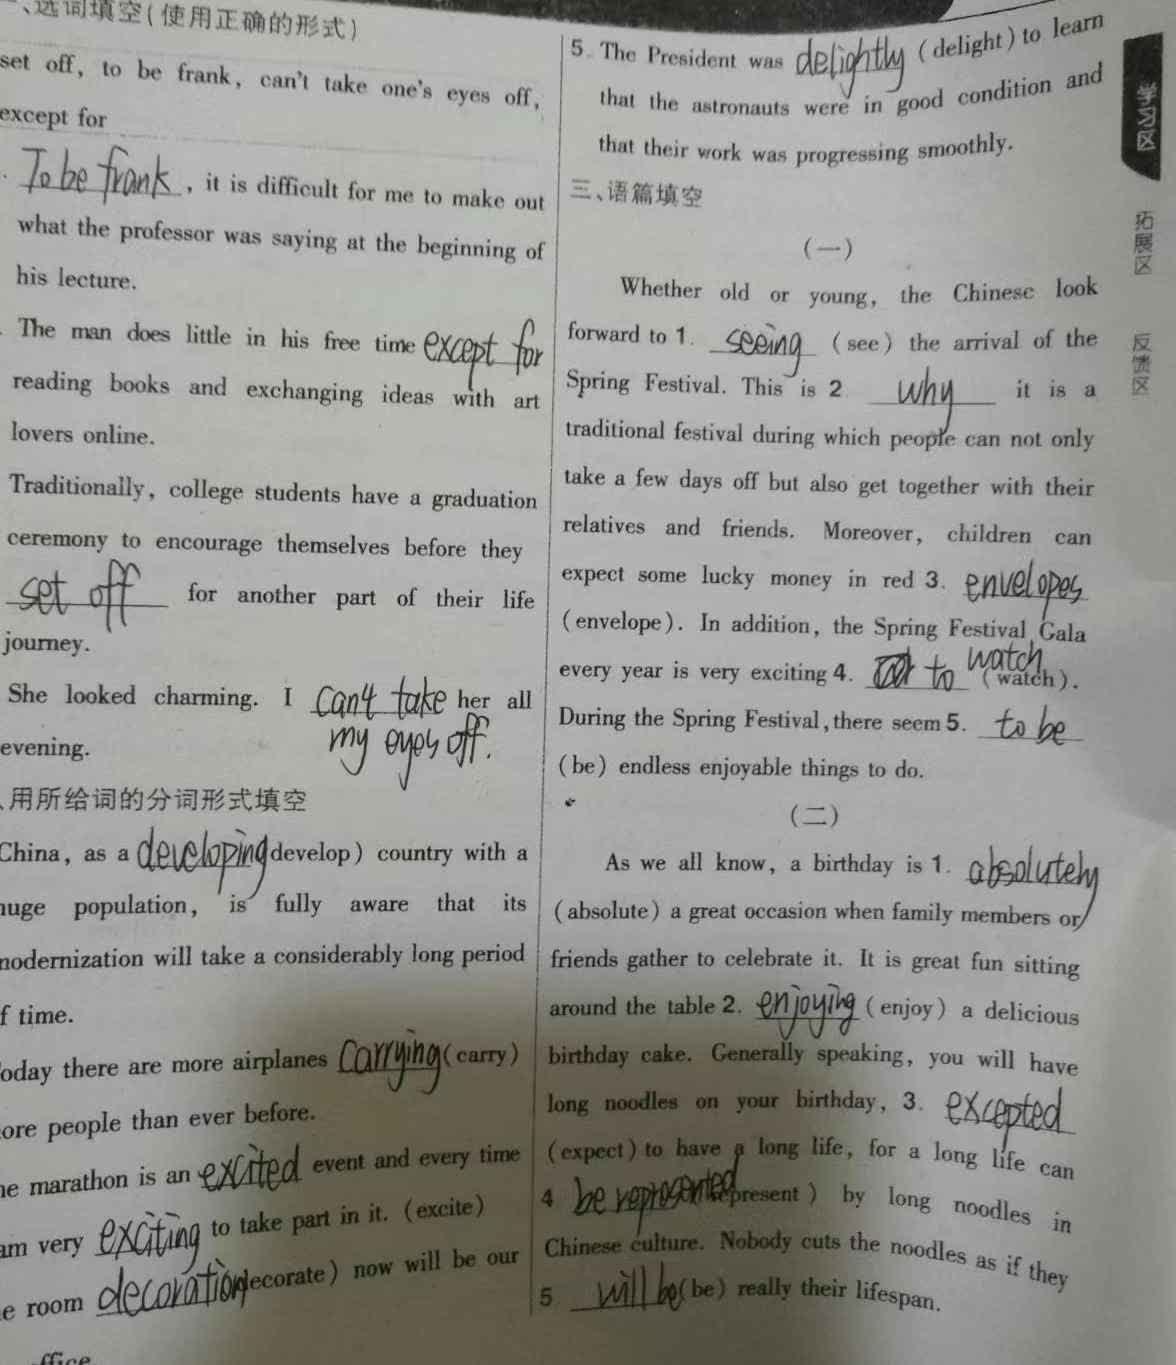 、选词填空(使用正确的形式)
set off, to be frank, can't take one's eyes off,
except for
To be frank, it is difficult for me to make out
what the professor was saying at the beginning of
his lecture.
The man does little in his free time except for
reading books and exchanging ideas with art
lovers online.
Traditionally, college students have a graduation
ceremony to encourage themselves before they
set off for another part of their life
journey.
She looked charming. I can't take her all
my eyes off.
evening.
、用所给词的分词形式填空
China, as a developing develop) country with a
huge population, is fully aware that its
modernization will take a considerably long period
f time.
oday there are more airplanes carrying (carry)
ore people than ever before.
he marathon is an excited event and every time
am very exciting to take part in it. (excite)
e room decoration decorate) now will be our
office
5. The President was delightly (delight) to learn
that the astronauts were in good condition and
that their work was progressing smoothly.
三、语篇填空
(一)
Whether old or young, the Chinese look
forward to 1. seeing (see) the arrival of the
Spring Festival. This is 2 why it is a
traditional festival during which people can not only
take a few days off but also get together with their
relatives and friends. Moreover, children can
expect some lucky money in red 3. envelopes
(envelope). In addition, the Spring Festival Gala
every year is very exciting 4. to watch (watch).
During the Spring Festival, there seem 5. to be
(be) endless enjoyable things to do.
(二)
As we all know, a birthday is 1. absolutely
(absolute) a great occasion when family members or
friends gather to celebrate it. It is great fun sitting
around the table 2. enjoying (enjoy) a delicious
birthday cake. Generally speaking, you will have
long noodles on your birthday, 3. excepted
(expect) to have a long life, for a long life can
4 be represented present) by long noodles in
Chinese culture. Nobody cuts the noodles as if they
5 will be (be) really their lifespan.
拓展区
反馈区